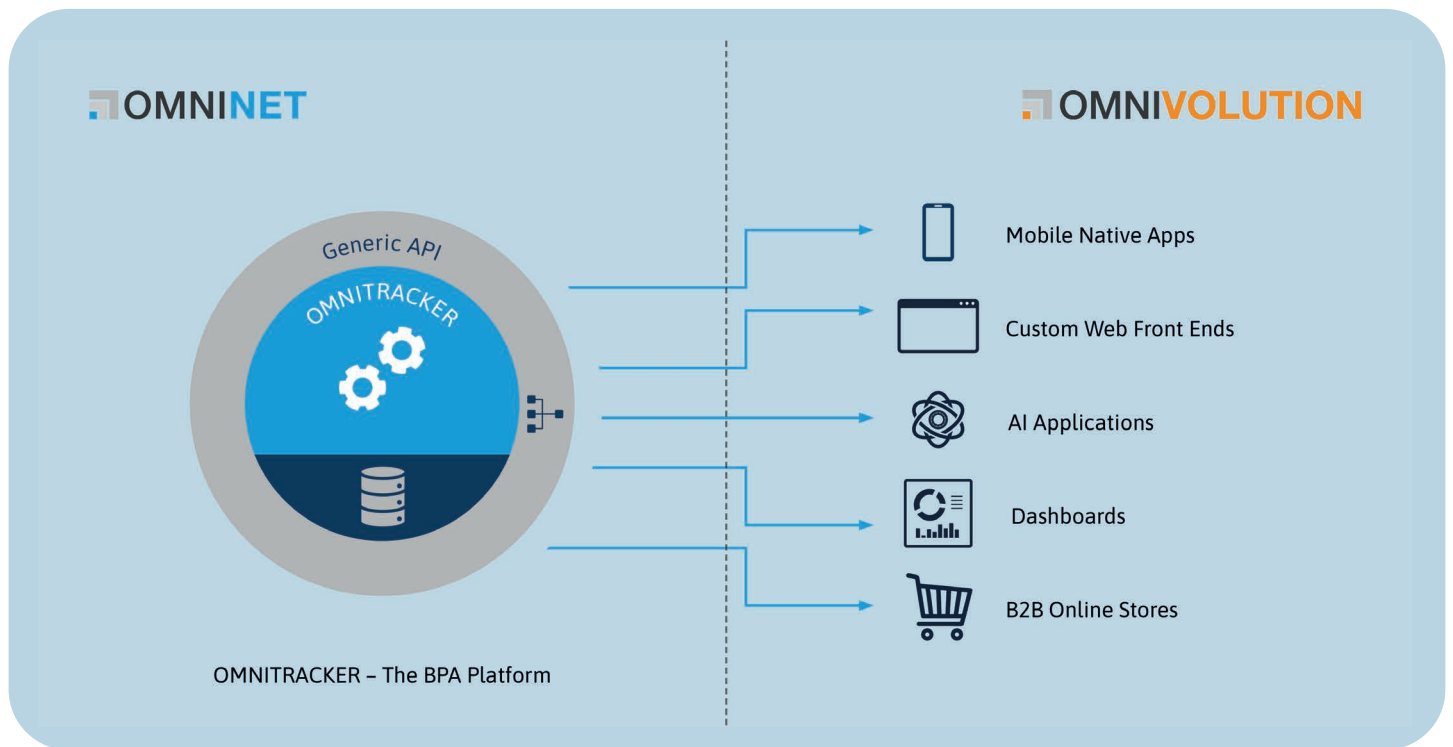 OMNINET
OMNIVOLUTION
Generic API
OMNITRACKER
Mobile Native Apps
Custom Web Front Ends
AI Applications
Dashboards
B2B Online Stores
OMNITRACKER – The BPA Platform